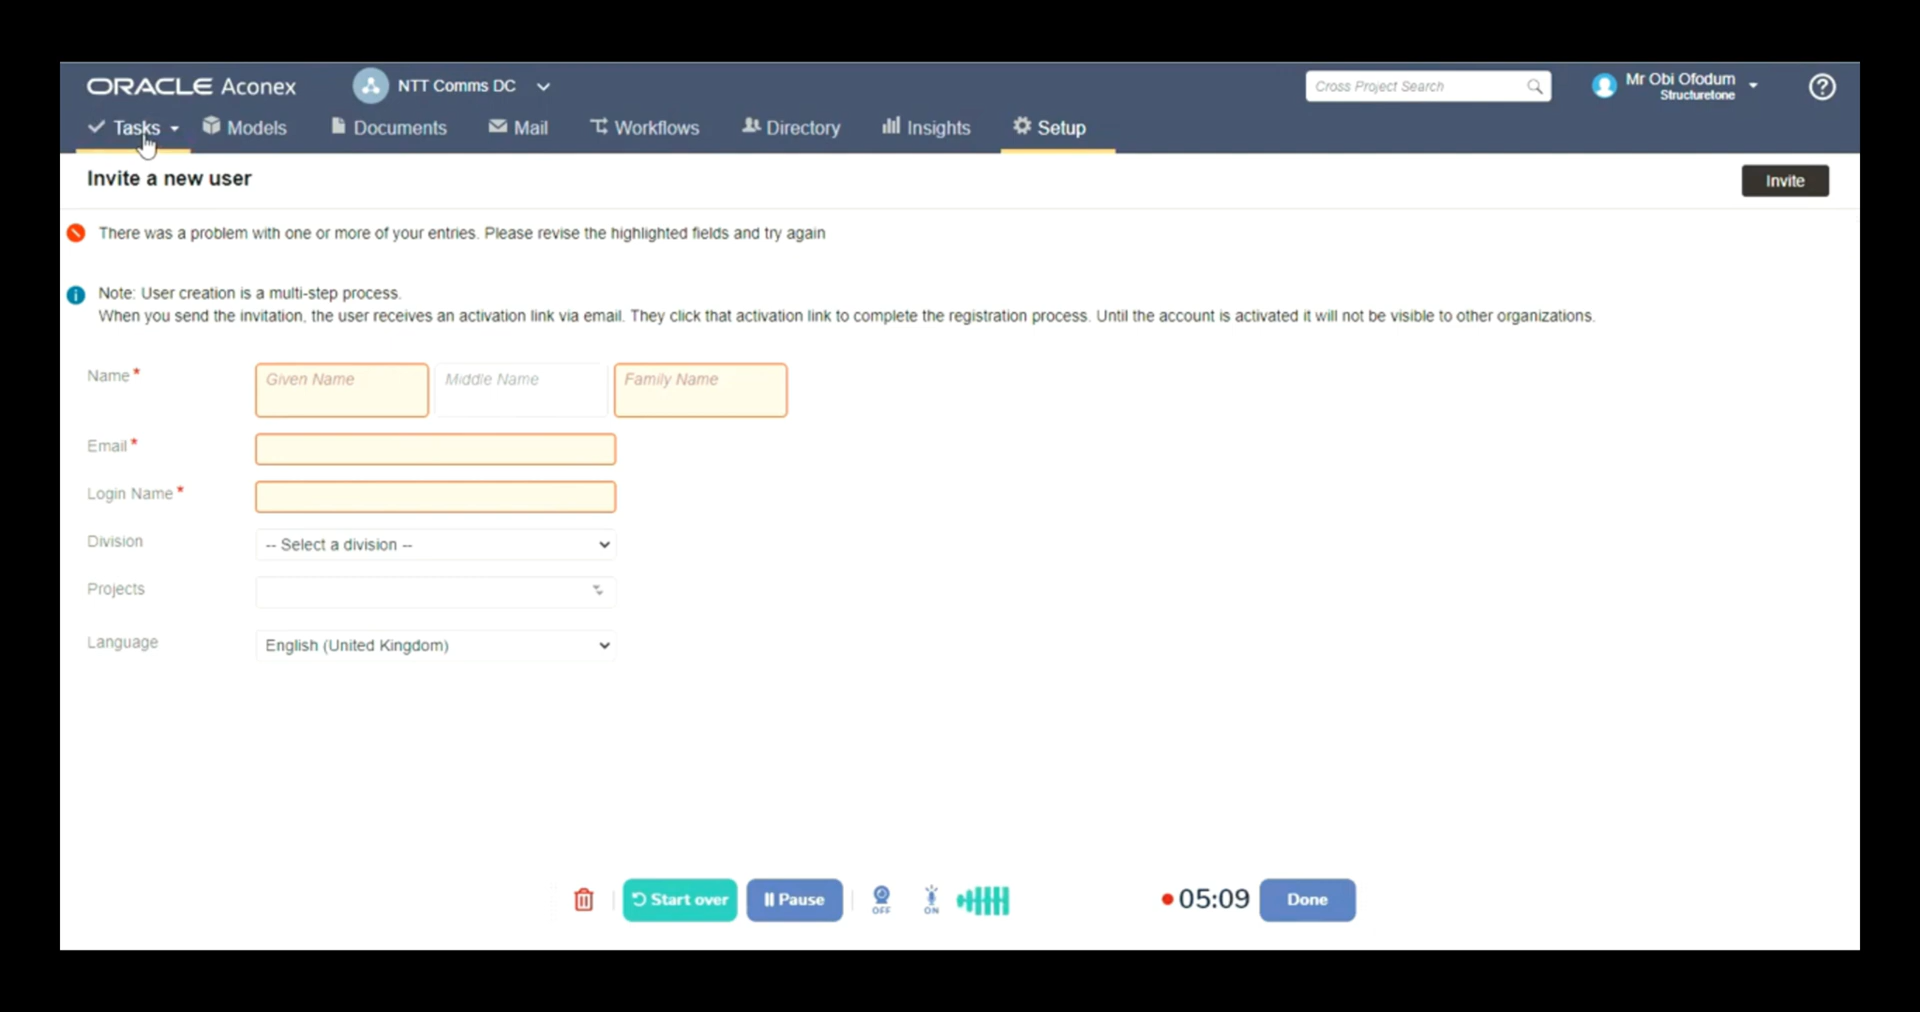 ORACLE Aconex
NTT Comms DC
Cross Project Search
Mr Obi Ofodum
Structuretone
Tasks
Models
Documents
Mail
Workflows
Directory
Insights
Setup
Invite a new user
Invite
There was a problem with one or more of your entries. Please revise the highlighted fields and try again
Note: User creation is a multi-step process.
When you send the invitation, the user receives an activation link via email. They click that activation link to complete the registration process. Until the account is activated it will not be visible to other organizations.
Name *
Given Name
Middle Name
Family Name
Email *
Login Name *
Division
-- Select a division --
Projects
Language
English (United Kingdom)
Start over
Pause
OFF
ON
05:09
Done